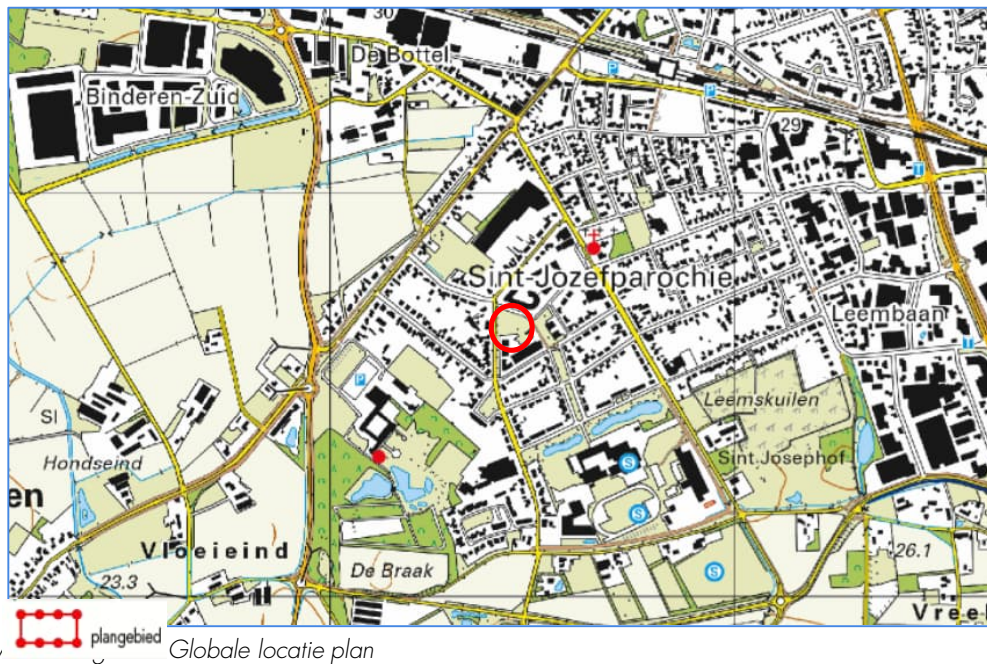 30
De Bottel
P
Binderen-Zuid
P
29
T
Sint-Jozefparochie
Leembaan
T
P
Leemskuilen
SI
Hondseind
Sint Josephof
S
en
S
Vloeieind
26.1
De Braak
S
23.3
Vree
plangebied
Globale locatie plan